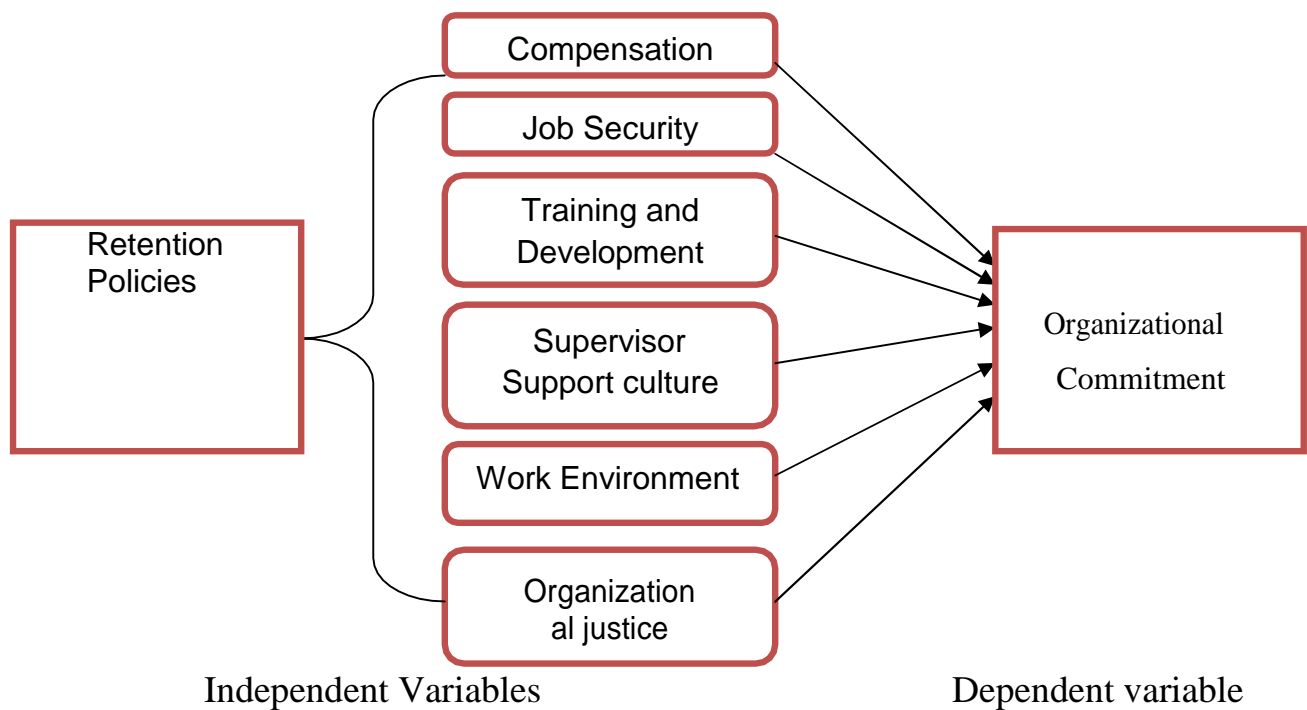 Compensation
Job Security
Training and
Development
Retention
Policies
Supervisor
Support culture
Organizational
Commitment
Work Environment
Organization
al justice
Independent Variables
Dependent variable